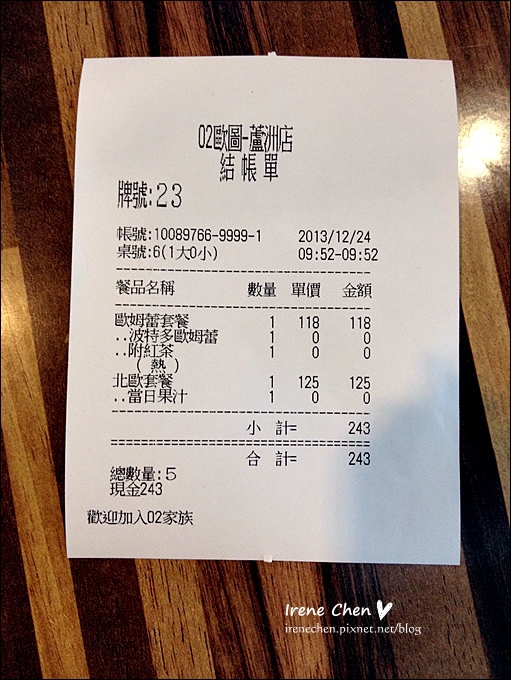 02歐圖-蘆洲店
結帳單
牌號:23
帳號:10089766-9999-1 2013/12/24
桌號:6(1大0小) 09:52-09:52
餐品名稱 數量 單價 金額
歐姆蕾套餐 1 118 118
..波特多歐姆蕾 1 0 0
..附紅茶 1 0 0
(熱)
北歐套餐 1 125 125
..當日果汁 1 0 0
小 計= 243
合 計= 243
總數量:5
現金243
歡迎加入02家族
Irene Chen
irenechen.pixnet.net/blog